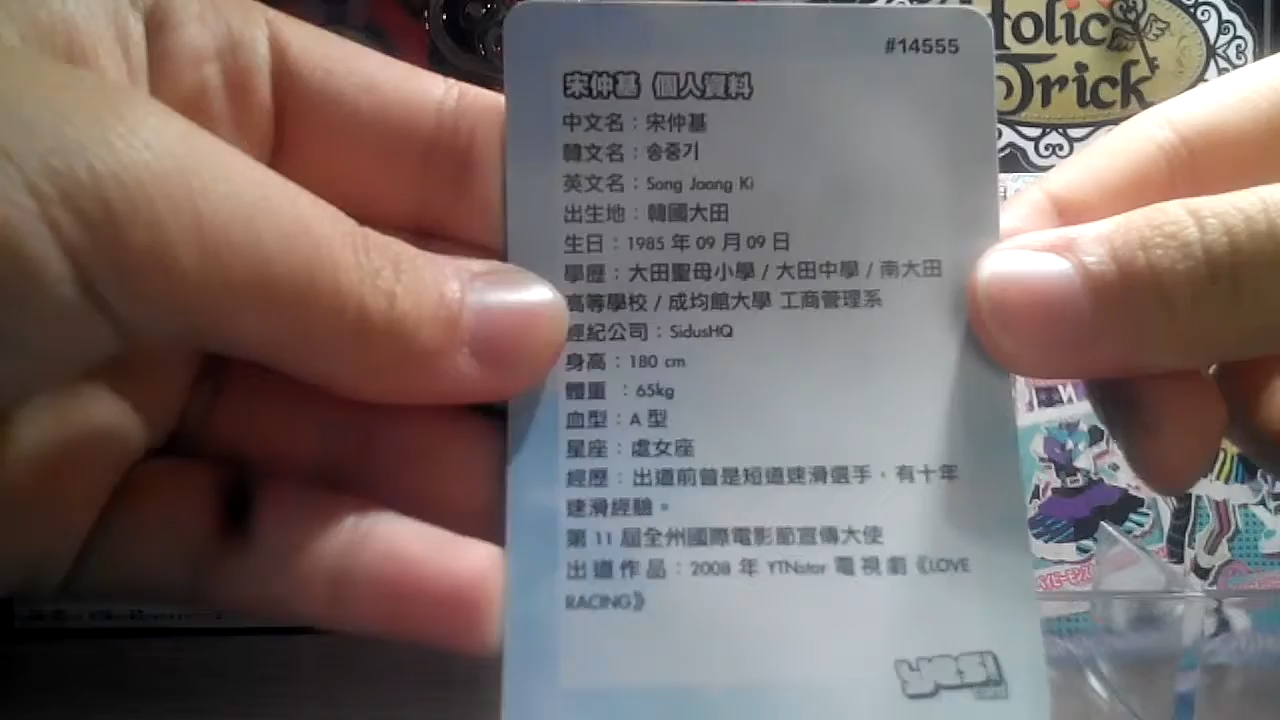 #14555
宋仲基 個人資料
中文名：宋仲基
韓文名：송중기
英文名：Song Joong Ki
出生地：韓國大田
生日：1985 年 09 月 09 日
學歷：大田聖母小學 / 大田中學 / 南大田
高等學校 / 成均館大學 工商管理系
經紀公司：SidusHQ
身高：180 cm
體重 ：65kg
血型：A 型
星座：處女座
經歷：出道前曾是短道速滑選手，有十年
速滑經驗。
第 11 屆全州國際電影節宣傳大使
出道作品：2008 年 YTNstar 電視劇《LOVE
RACING》
yes!
olic
Trick